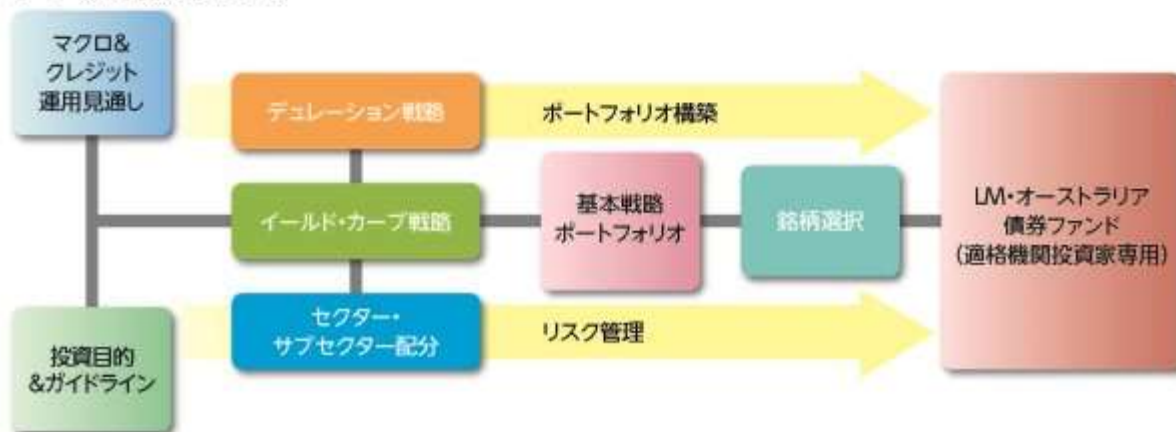 マクロ&
クレジット
運用見通し
デュレーション戦略
ポートフォリオ構築
イールド・カーブ戦略
基本戦略
ポートフォリオ
銘柄選択
LM・オーストラリア
債券ファンド
(適格機関投資家専用)
セクター・
サブセクター配分
リスク管理
投資目的
&ガイドライン